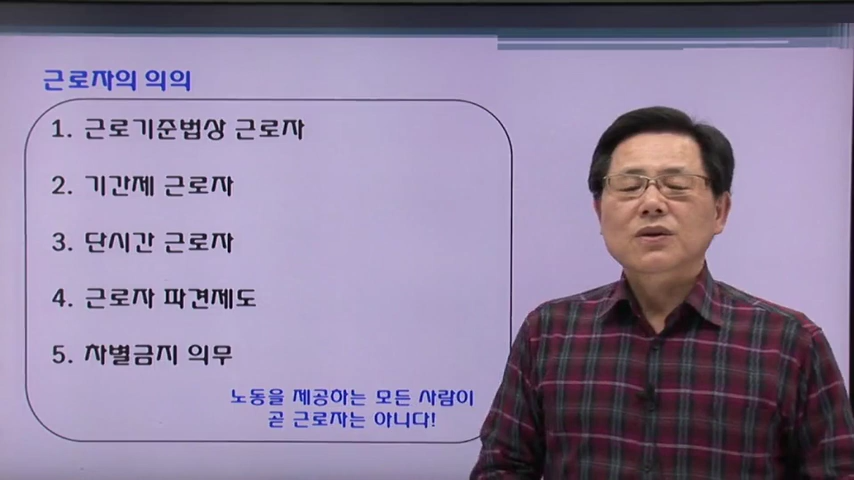 근로자의 의의
1. 근로기준법상 근로자
2. 기간제 근로자
3. 단시간 근로자
4. 근로자 파견제도
5. 차별금지 의무
노동을 제공하는 모든 사람이
곧 근로자는 아니다!